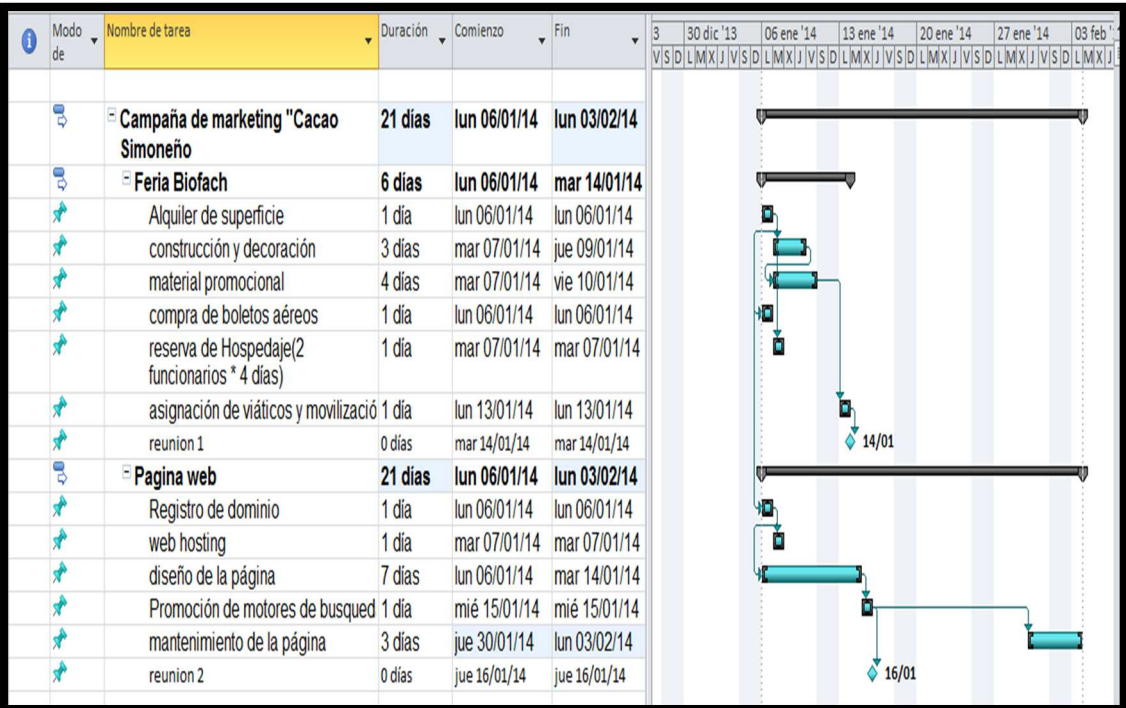 Modo de Nombre de tarea Duración Comienzo Fin
3 30 dic '13 06 ene '14 13 ene '14 20 ene '14 27 ene '14 03 feb '
V S D L M X J V S D L M X J V S D L M X J V S D L M X J V S D L M X J V S D L M X J
Campaña de marketing "Cacao Simoneño 21 días lun 06/01/14 lun 03/02/14
Feria Biofach 6 días lun 06/01/14 mar 14/01/14
Alquiler de superficie 1 día lun 06/01/14 lun 06/01/14
construcción y decoración 3 días mar 07/01/14 jue 09/01/14
material promocional 4 días mar 07/01/14 vie 10/01/14
compra de boletos aéreos 1 día lun 06/01/14 lun 06/01/14
reserva de Hospedaje(2 funcionarios * 4 días) 1 día mar 07/01/14 mar 07/01/14
asignación de viáticos y movilizació 1 día lun 13/01/14 lun 13/01/14
reunion 1 0 días mar 14/01/14 mar 14/01/14 14/01
Pagina web 21 días lun 06/01/14 lun 03/02/14
Registro de dominio 1 día lun 06/01/14 lun 06/01/14
web hosting 1 día mar 07/01/14 mar 07/01/14
diseño de la página 7 días lun 06/01/14 mar 14/01/14
Promoción de motores de busqued 1 día mié 15/01/14 mié 15/01/14
mantenimiento de la página 3 días jue 30/01/14 lun 03/02/14
reunion 2 0 días jue 16/01/14 jue 16/01/14 16/01